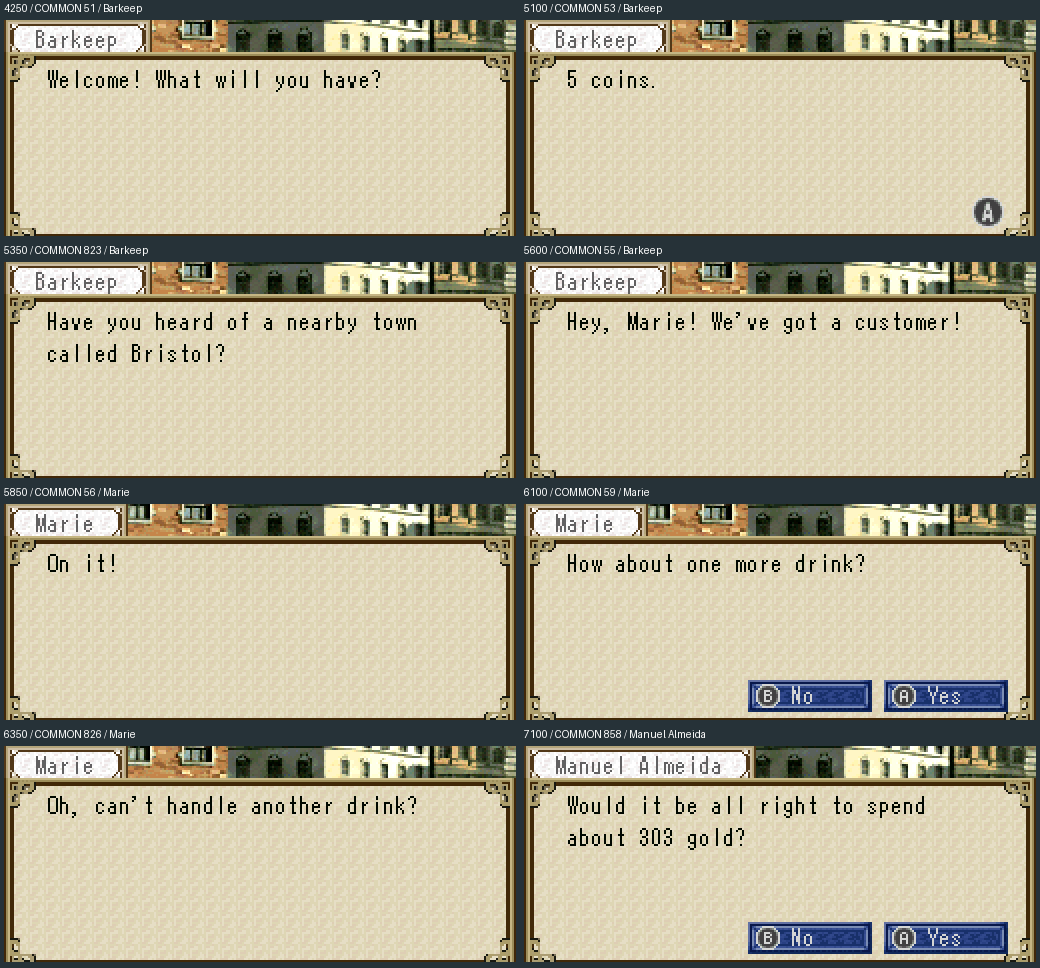 4250 / COMMON 51 / Barkeep
Barkeep
Welcome! What will you have?
5100 / COMMON 53 / Barkeep
Barkeep
5 coins.
A
5350 / COMMON 823 / Barkeep
Barkeep
Have you heard of a nearby town
called Bristol?
5600 / COMMON 55 / Barkeep
Barkeep
Hey, Marie! We've got a customer!
5850 / COMMON 56 / Marie
Marie
On it!
6100 / COMMON 59 / Marie
Marie
How about one more drink?
B No A Yes
6350 / COMMON 826 / Marie
Marie
Oh, can't handle another drink?
7100 / COMMON 858 / Manuel Almeida
Manuel Almeida
Would it be all right to spend
about 303 gold?
B No A Yes